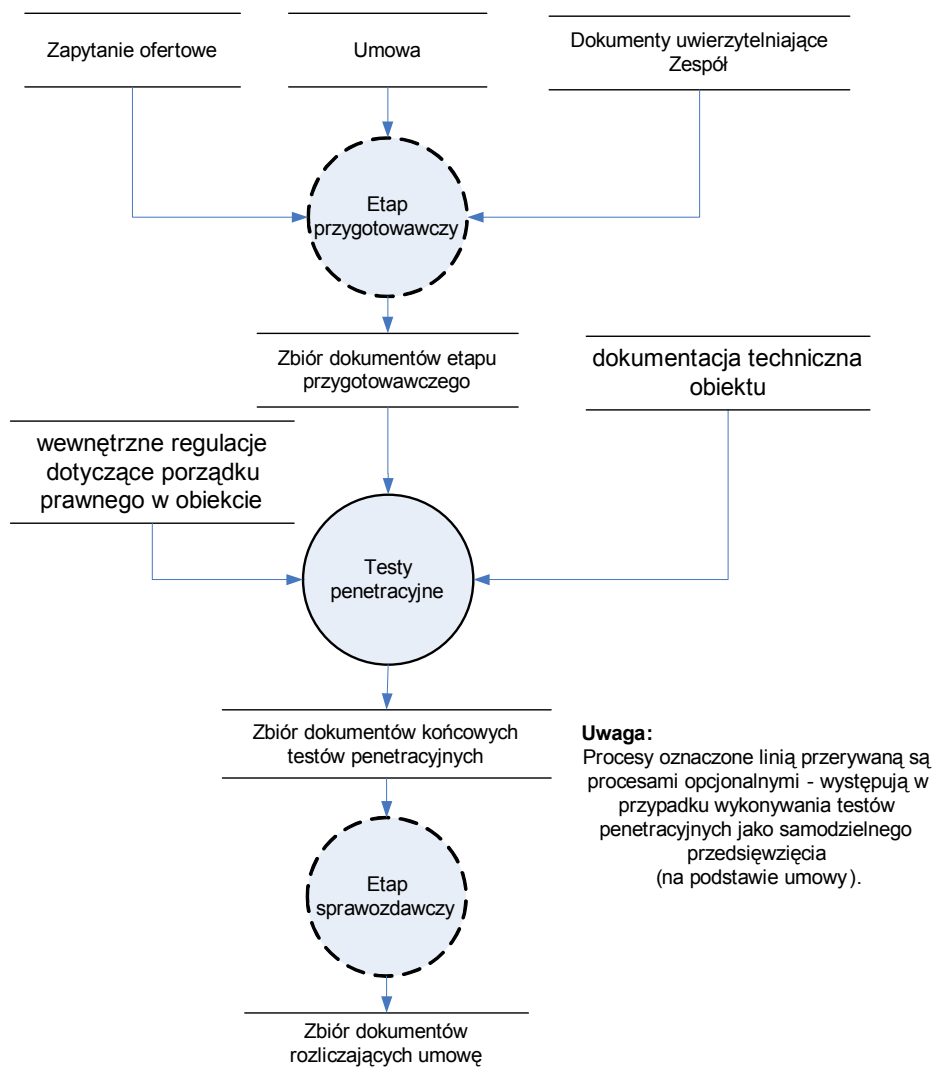 Zapytanie ofertowe
Umowa
Dokumenty uwierzytelniające
Zespół
Etap
przygotowawczy
Zbiór dokumentów etapu
przygotowawczego
dokumentacja techniczna
obiektu
wewnętrzne regulacje
dotyczące porządku
prawnego w obiekcie
Testy
penetracyjne
Zbiór dokumentów końcowych
testów penetracyjnych
Uwaga:
Procesy oznaczone linią przerywaną są
procesami opcjonalnymi - występują w
przypadku wykonywania testów
penetracyjnych jako samodzielnego
przedsięwzięcia
(na podstawie umowy).
Etap
sprawozdawczy
Zbiór dokumentów
rozliczających umowę